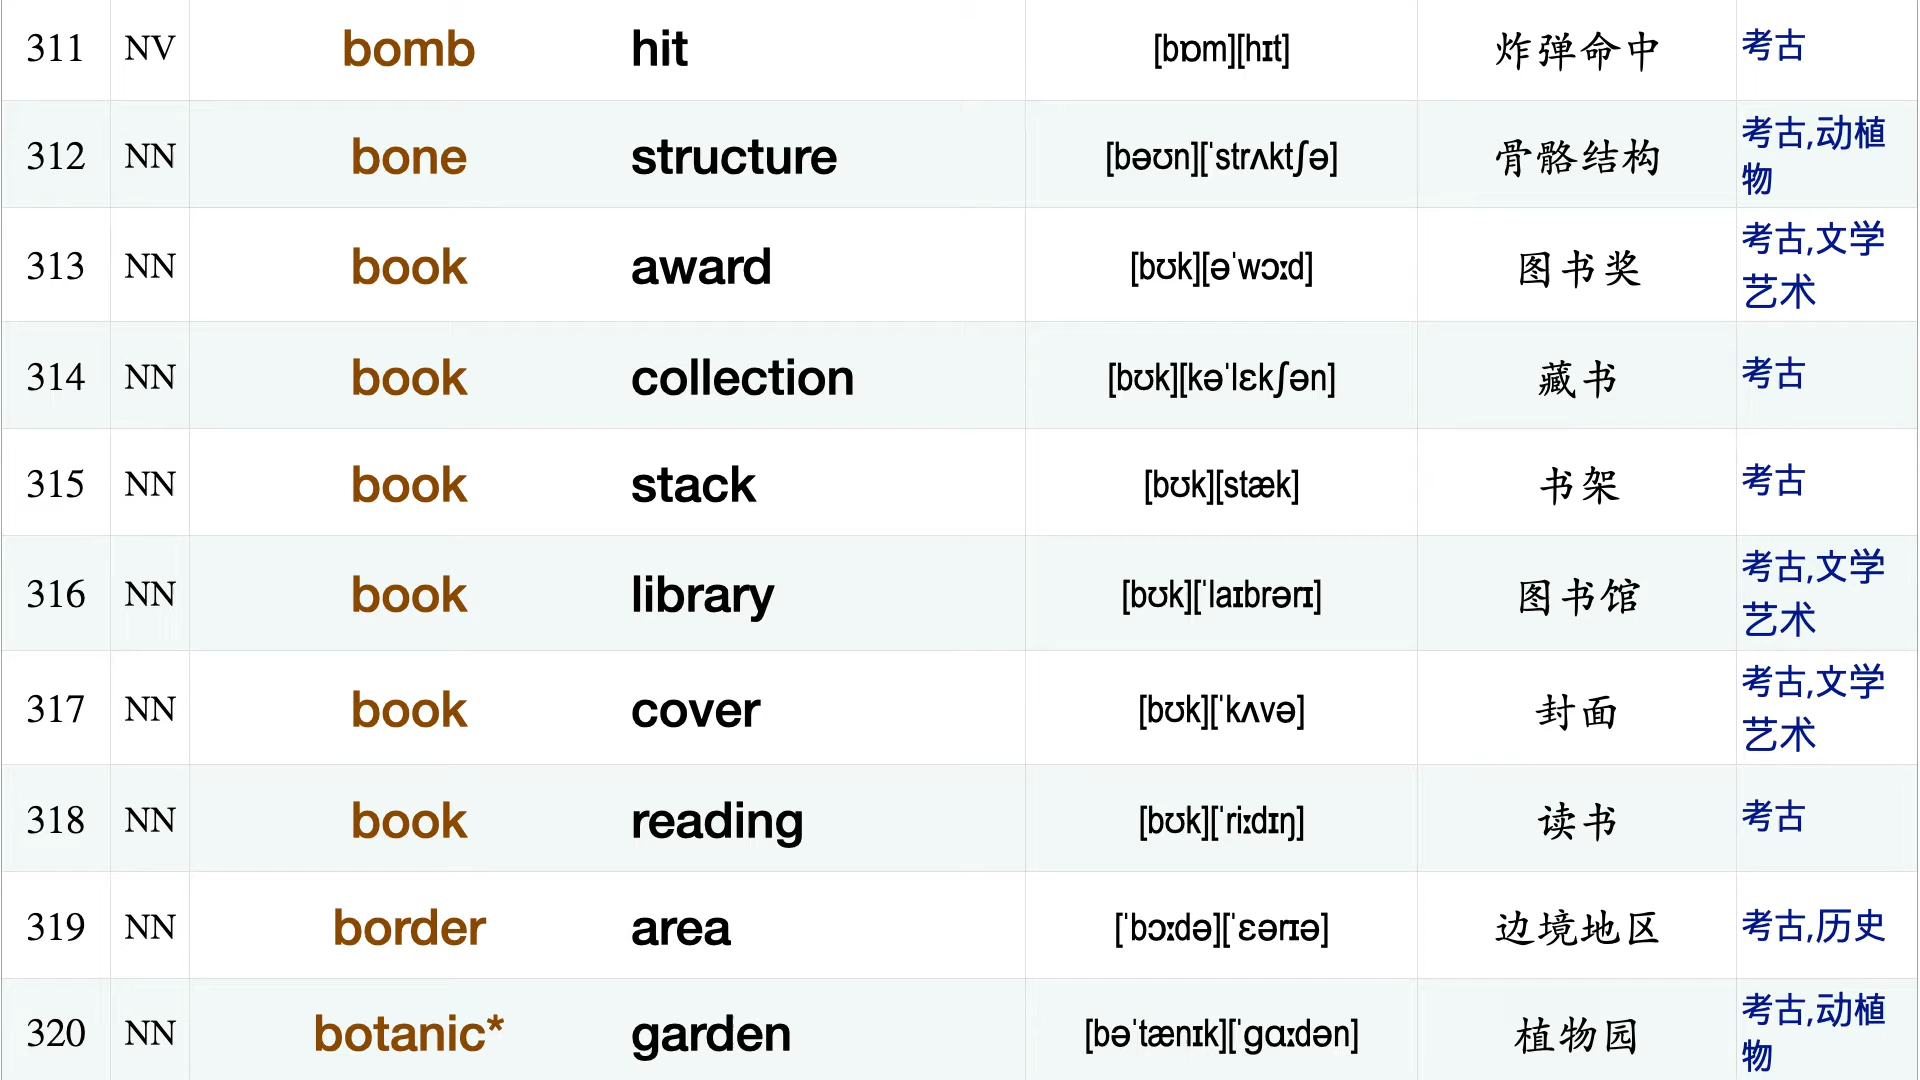 311 NV bomb hit [bɒm][hɪt] 炸弹命中 考古
312 NN bone structure [bəʊn][ˈstrʌktʃə] 骨骼结构 考古,动植物
313 NN book award [bʊk][əˈwɔːd] 图书奖 考古,文学艺术
314 NN book collection [bʊk][kəˈlɛkʃən] 藏书 考古
315 NN book stack [bʊk][stæk] 书架 考古
316 NN book library [bʊk][ˈlaɪbrərɪ] 图书馆 考古,文学艺术
317 NN book cover [bʊk][ˈkʌvə] 封面 考古,文学艺术
318 NN book reading [bʊk][ˈriːdɪŋ] 读书 考古
319 NN border area [ˈbɔːdə][ˈɛərɪə] 边境地区 考古,历史
320 NN botanic* garden [bəˈtænɪk][ˈɡɑːdən] 植物园 考古,动植物